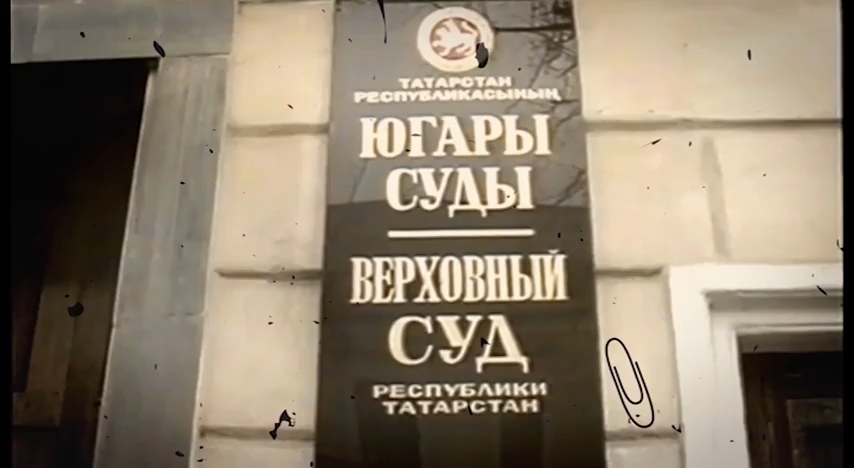 ТАТАРСТАН
РЕСПУБЛИКАСЫНЫҢ
ЮГАРЫ
СУДЫ
ВЕРХОВНЫЙ
СУД
РЕСПУБЛИКИ
ТАТАРСТАН